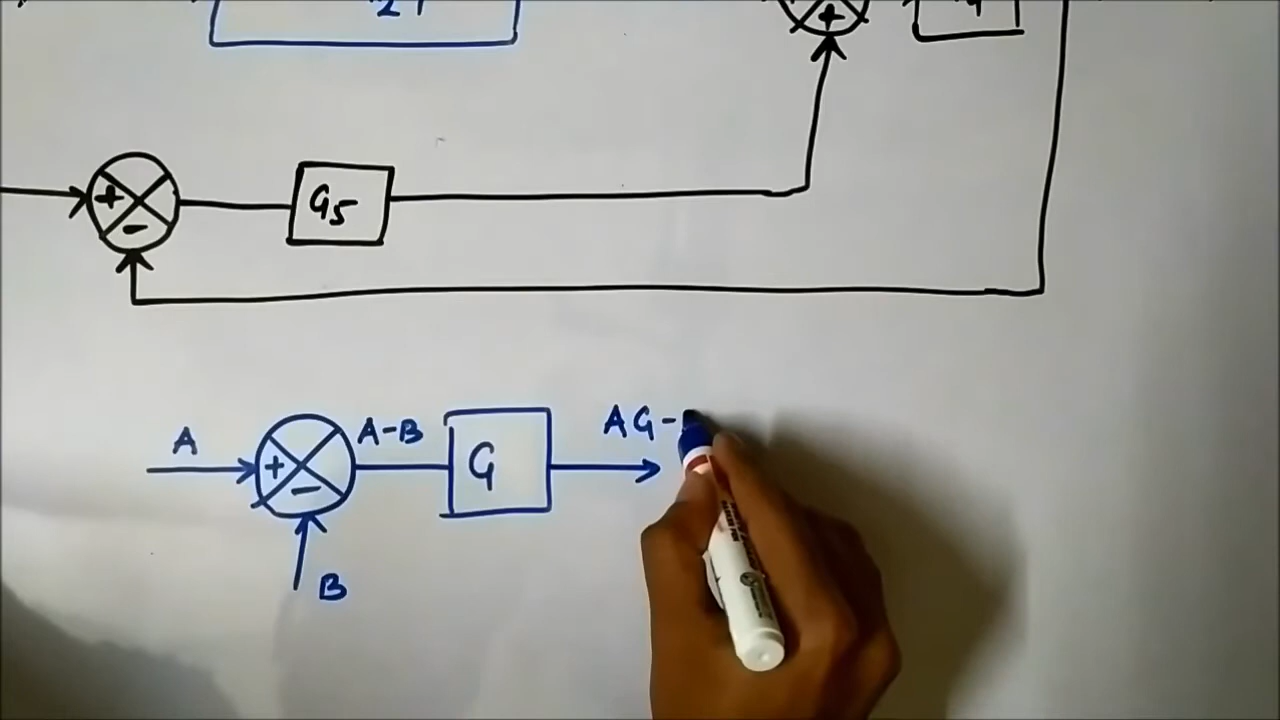 +
+ G5
-
A A-B AG-
+ G
-
B